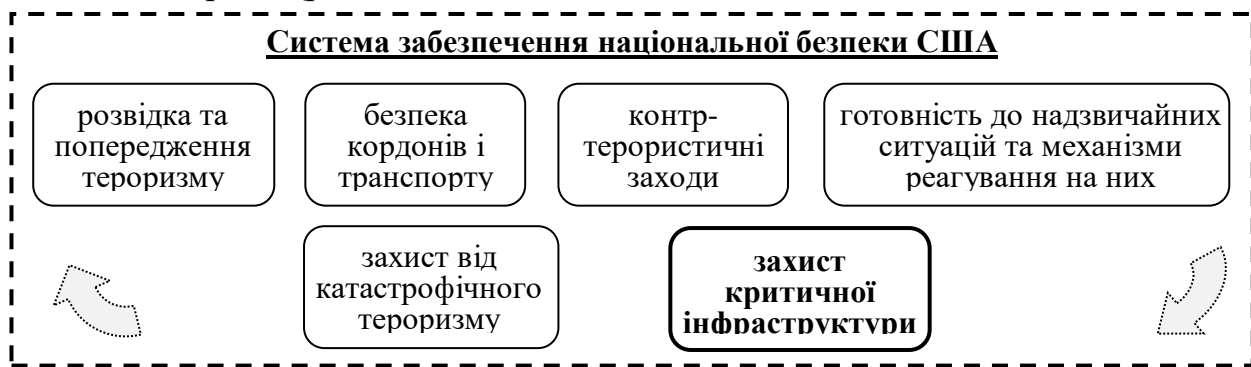 Система забезпечення національної безпеки США
розвідка та
попередження
тероризму
безпека
кордонів і
транспорту
контр-
терористичні
заходи
готовність до надзвичайних
ситуацій та механізми
реагування на них
захист від
катастрофічного
тероризму
захист
критичної
інфраструктури